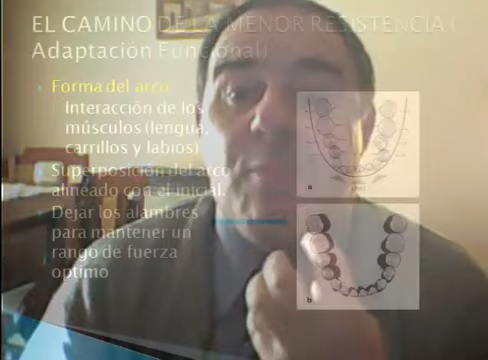 EL CAMINO DE LA MENOR RESISTENCIA (
Adaptación Funcional)
Forma del arco
Interacción de los
músculos (lengua,
carrillos y labios)
Superposición del arco
alineado con el inicial.
Dejar los alambres
para mantener un
rango de fuerza
optimo
a
b